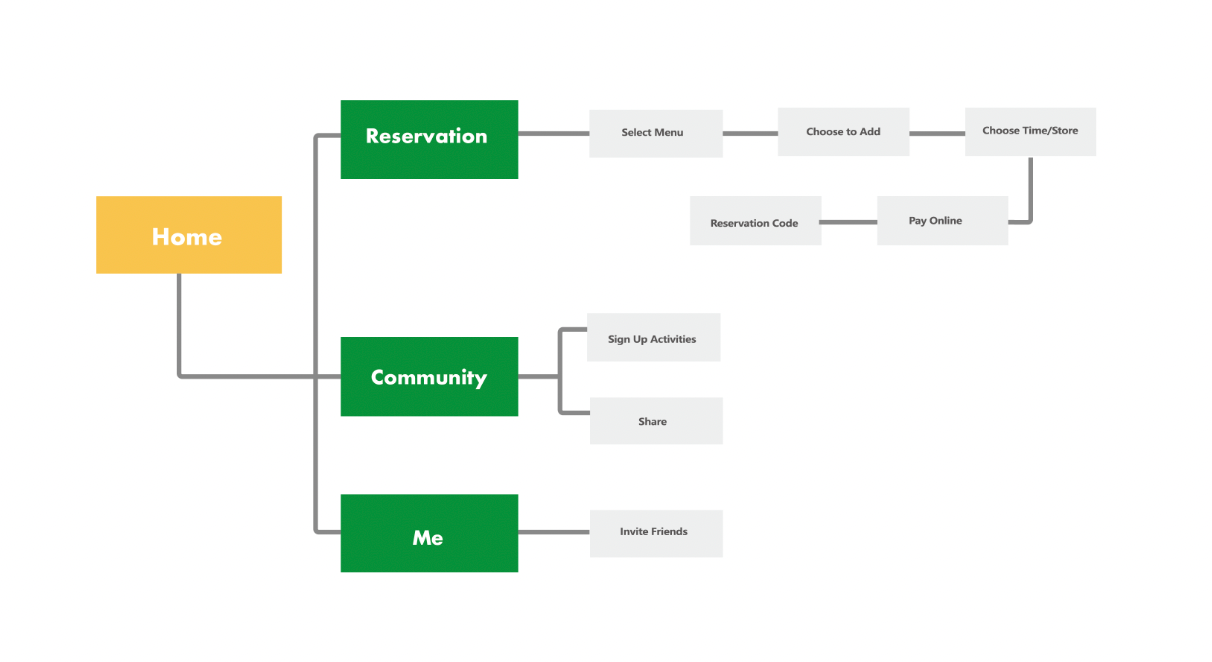 Home
Reservation
Select Menu
Choose to Add
Choose Time/Store
Pay Online
Reservation Code
Community
Sign Up Activities
Share
Me
Invite Friends